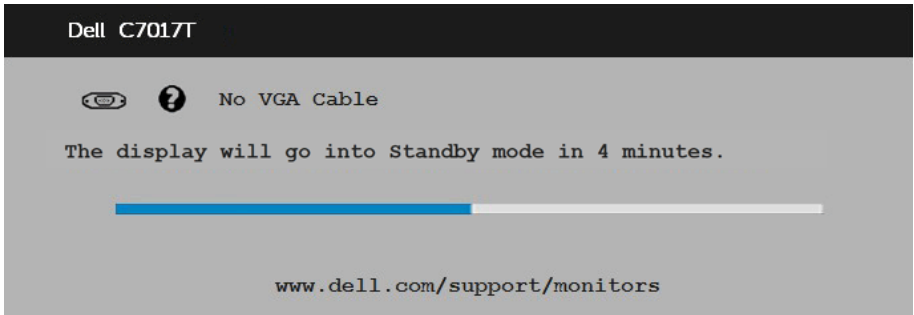 Dell C7017T
No VGA Cable
The display will go into Standby mode in 4 minutes.
www.dell.com/support/monitors